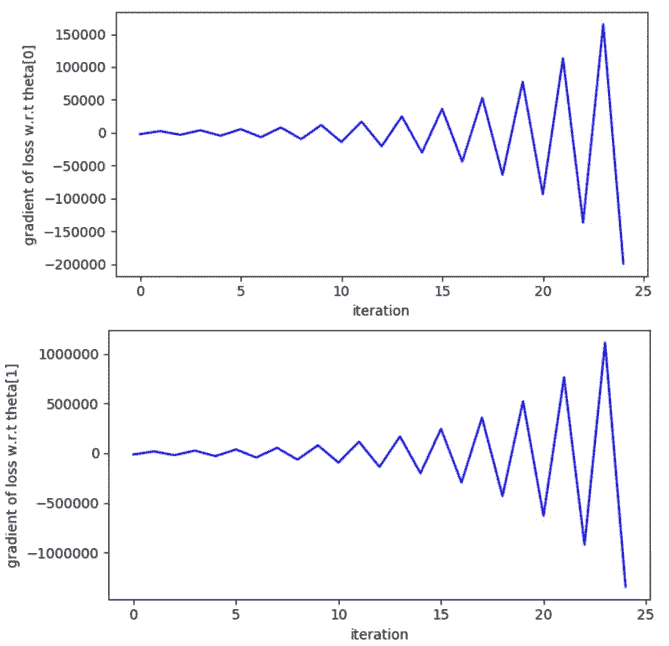 150000
100000
50000
0
−50000
−100000
−150000
−200000
gradient of loss w.r.t theta[0]
0 5 10 15 20 25
iteration
1000000
500000
0
−500000
−1000000
gradient of loss w.r.t theta[1]
0 5 10 15 20 25
iteration